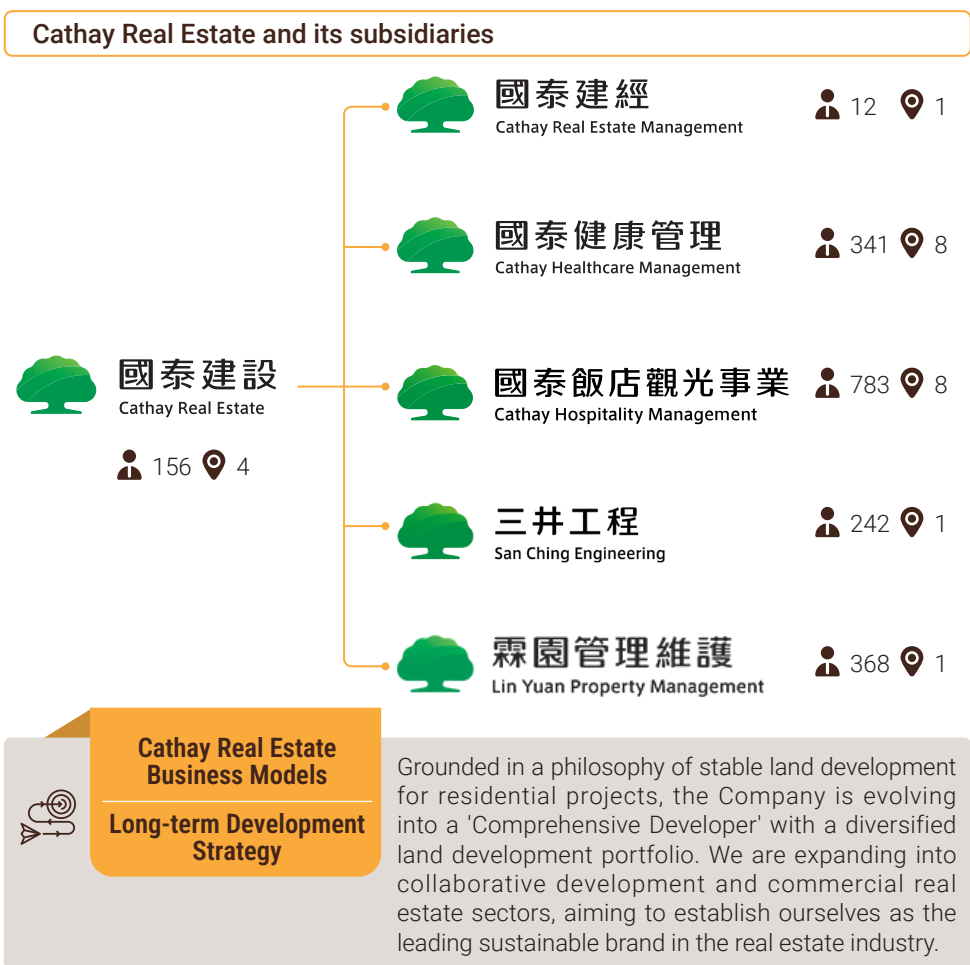 Cathay Real Estate and its subsidiaries
國泰建經
Cathay Real Estate Management
12 1
國泰健康管理
Cathay Healthcare Management
341 8
國泰建設
Cathay Real Estate
156 4
國泰飯店觀光事業
Cathay Hospitality Management
783 8
三井工程
San Ching Engineering
242 1
霖園管理維護
Lin Yuan Property Management
368 1
Cathay Real Estate
Business Models
Long-term Development
Strategy
Grounded in a philosophy of stable land development
for residential projects, the Company is evolving
into a 'Comprehensive Developer' with a diversified
land development portfolio. We are expanding into
collaborative development and commercial real
estate sectors, aiming to establish ourselves as the
leading sustainable brand in the real estate industry.